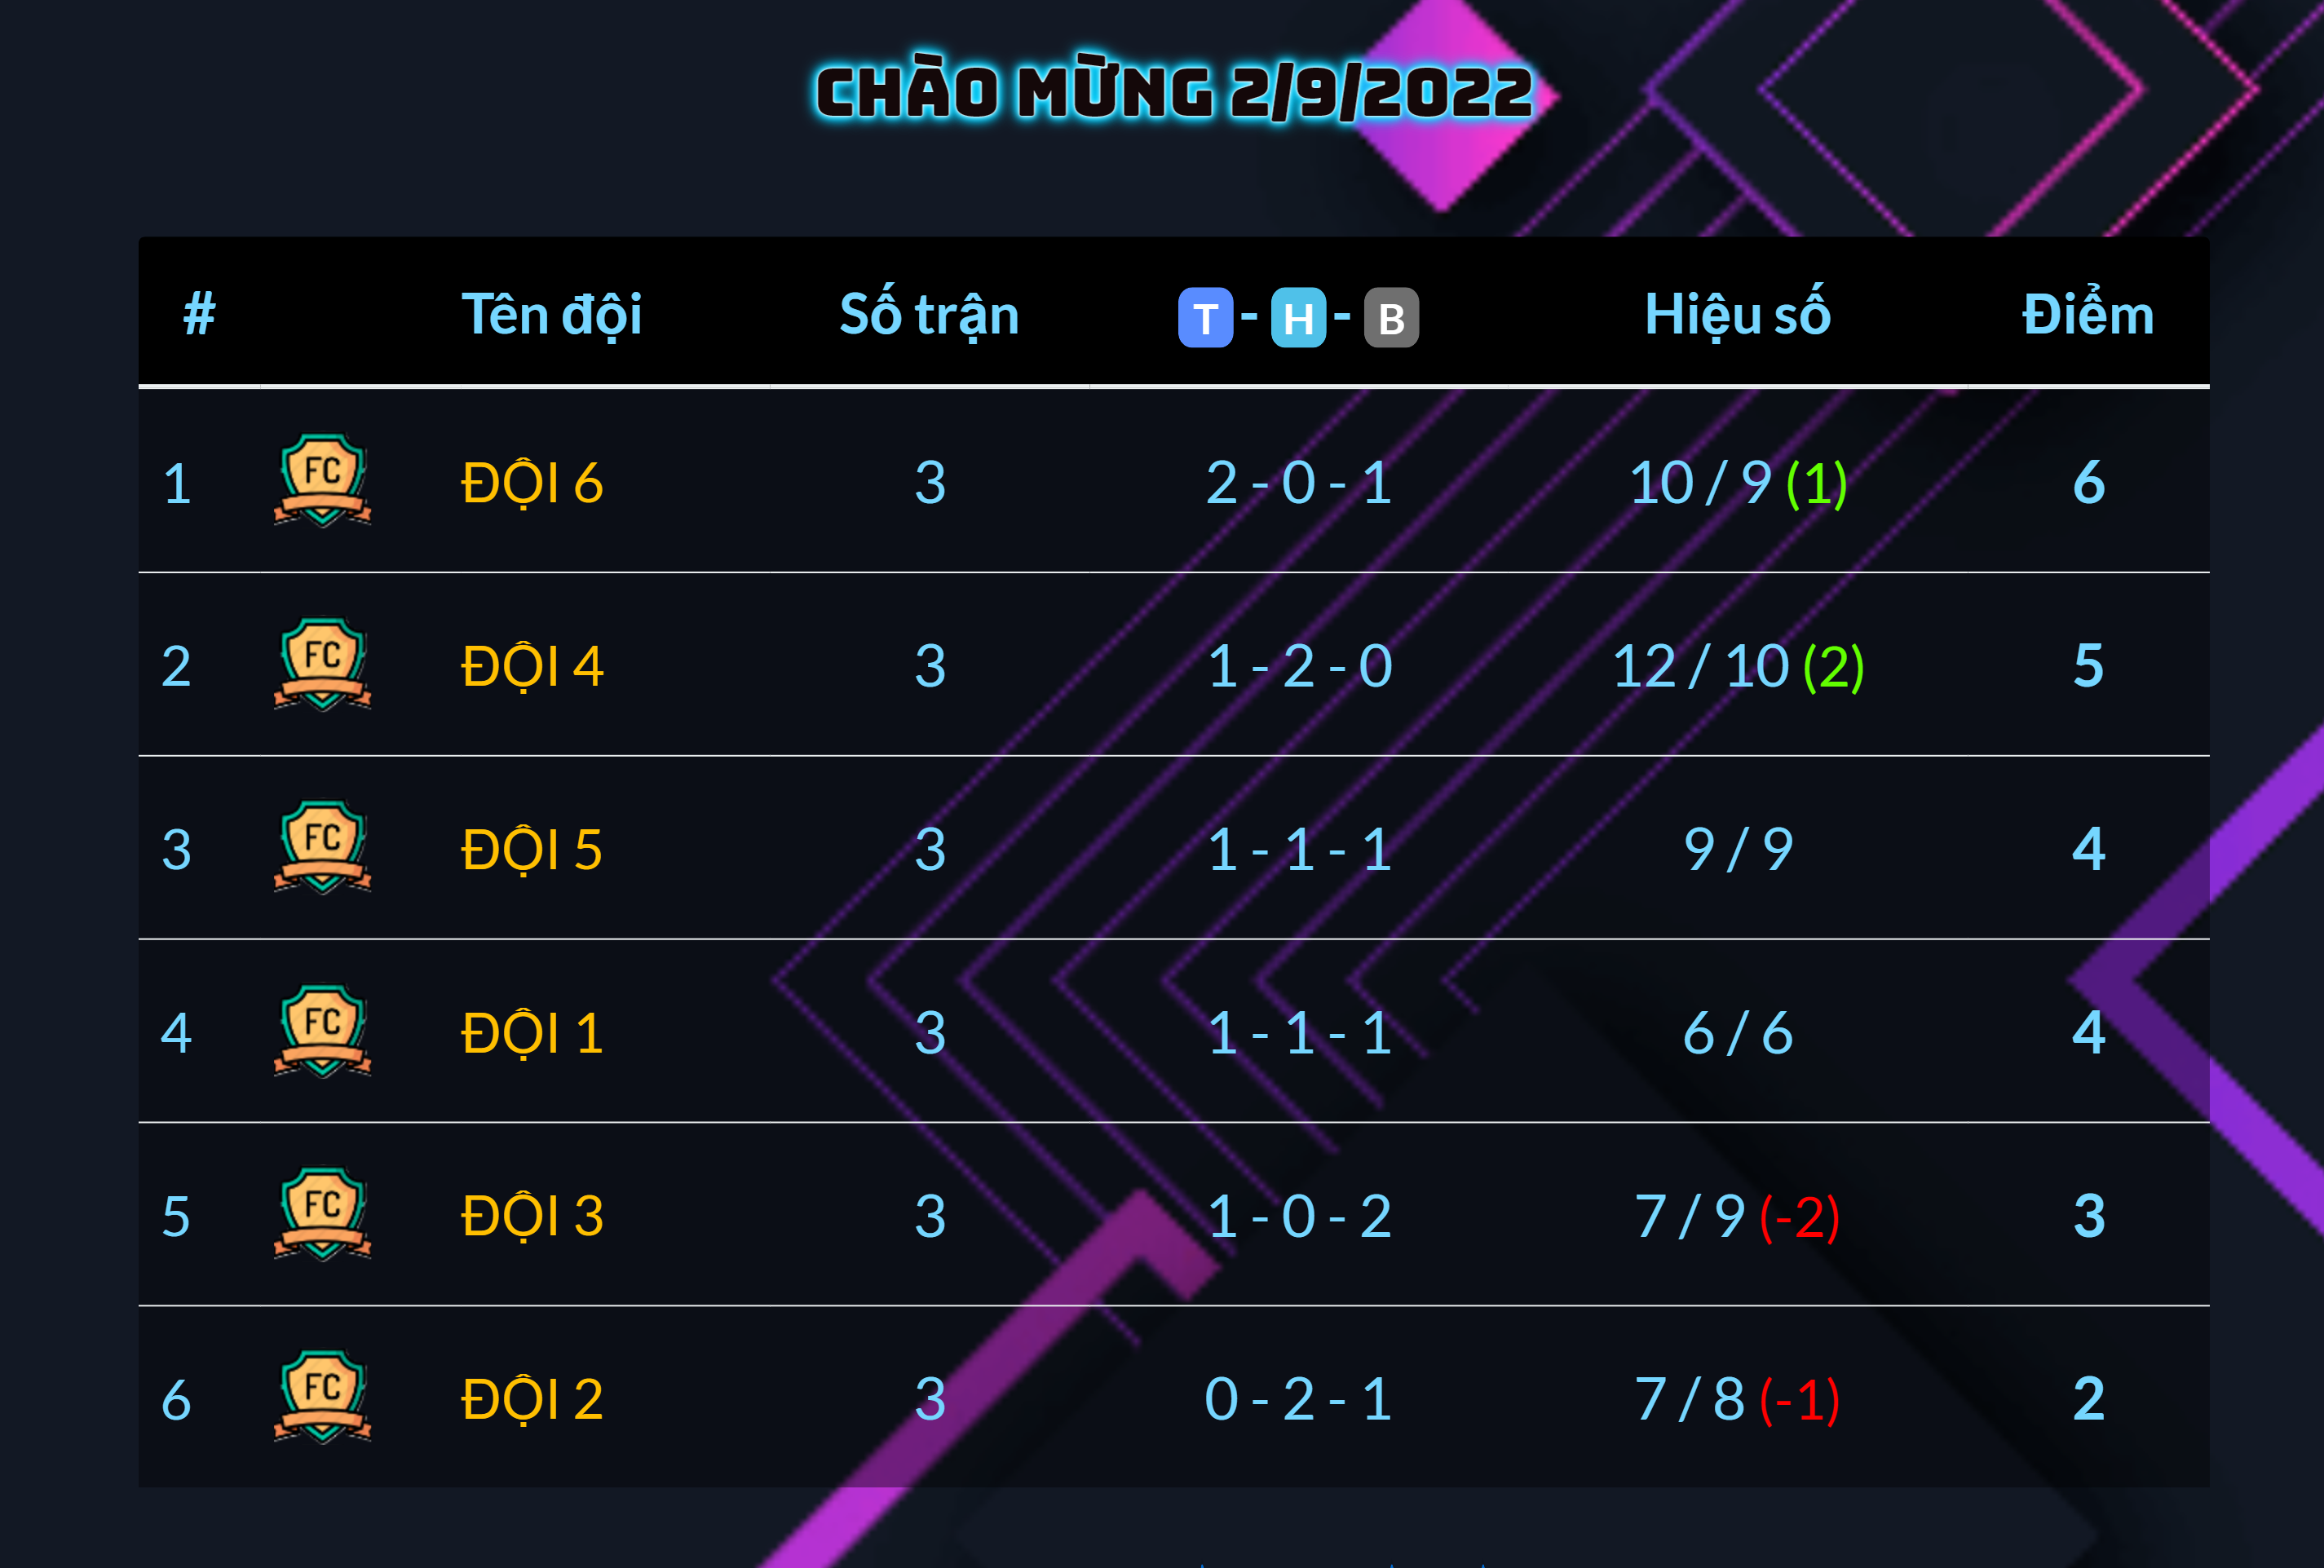 CHÀO MỪNG 2/9/2022
# Tên đội Số trận T - H - B Hiệu số Điểm
1 FC ĐỘI 6 3 2 - 0 - 1 10 / 9 (1) 6
2 FC ĐỘI 4 3 1 - 2 - 0 12 / 10 (2) 5
3 FC ĐỘI 5 3 1 - 1 - 1 9 / 9 4
4 FC ĐỘI 1 3 1 - 1 - 1 6 / 6 4
5 FC ĐỘI 3 3 1 - 0 - 2 7 / 9 (-2) 3
6 FC ĐỘI 2 3 0 - 2 - 1 7 / 8 (-1) 2